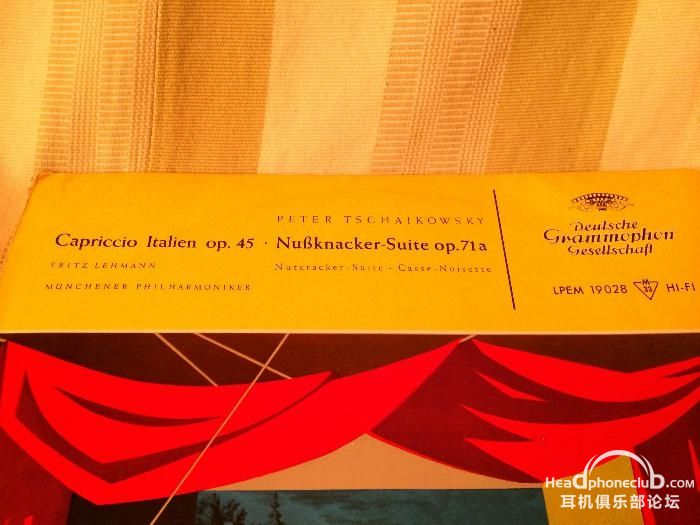 PETER TSCHAIKOWSKY
Capriccio Italien op. 45 · Nußknacker-Suite op.71a
FRITZ LEHMANN
Nutcracker-Suite · Casse-Noisette
MÜNCHENER PHILHARMONIKER
Deutsche
Grammophon
Gesellschaft
LPEM 19028 M 33 HI-FI
Headphoneclub.com
耳机俱乐部论坛